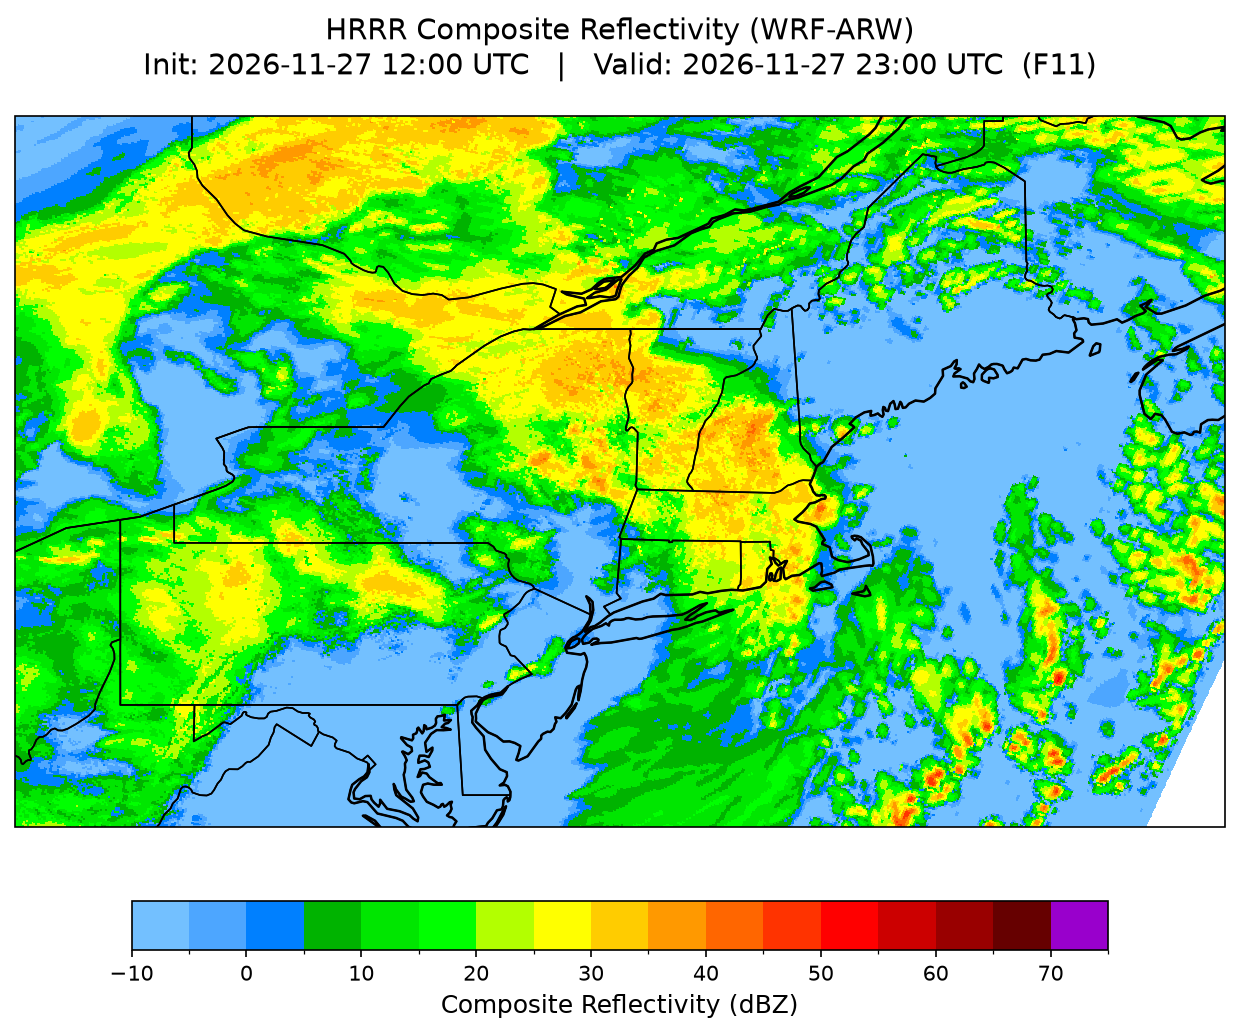 HRRR Composite Reflectivity (WRF-ARW)
Init: 2026-11-27 12:00 UTC | Valid: 2026-11-27 23:00 UTC (F11)
−10 0 10 20 30 40 50 60 70
Composite Reflectivity (dBZ)